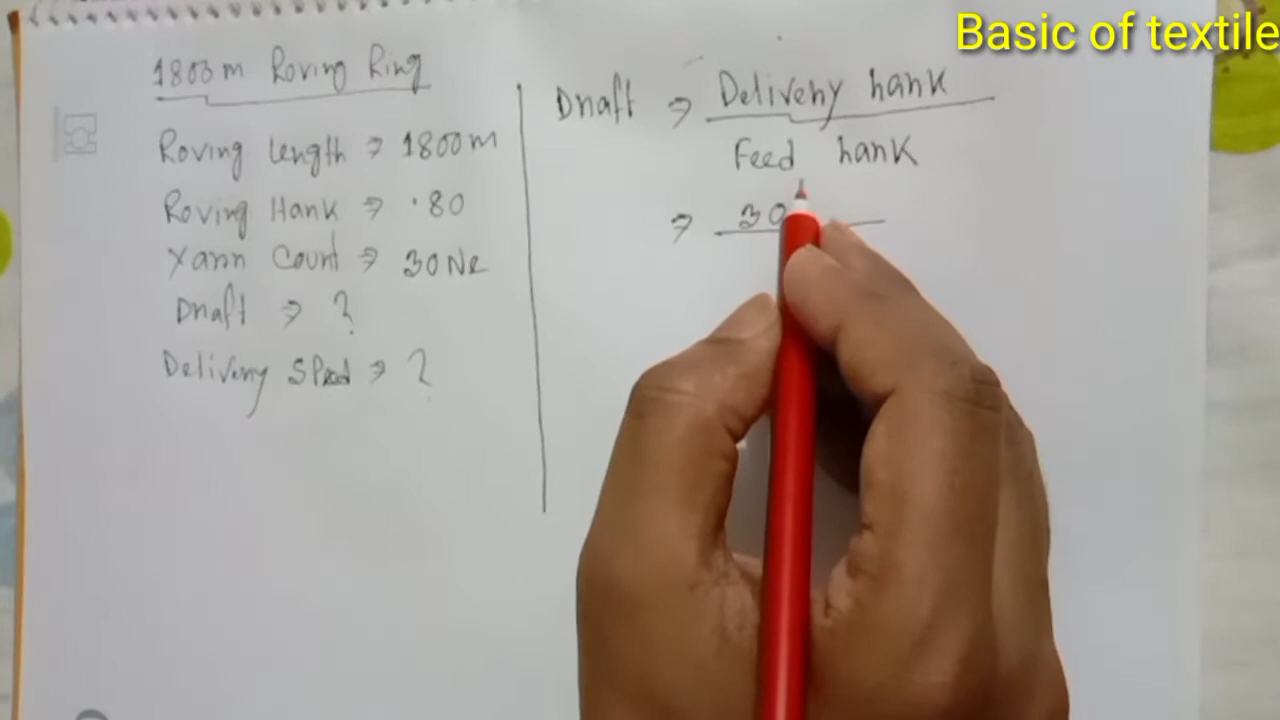 Basic of textile
1800m Roving Ring
Roving Length ⇒ 1800m
Roving Hank ⇒ .80
Yarn Count ⇒ 30Ne
Draft ⇒ ?
Delivery Speed ⇒ ?
Draft ⇒ Delivery hank
Feed hank
⇒ 30